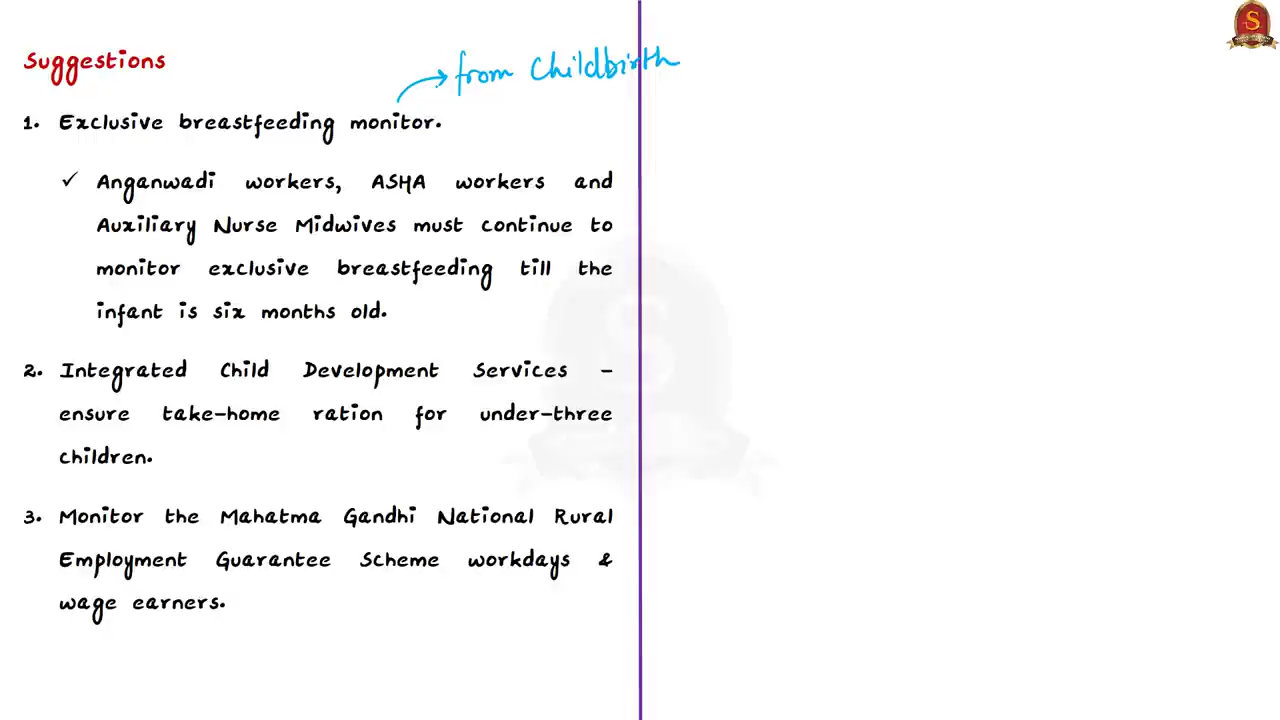 Suggestions
from Childbirth
1. Exclusive breastfeeding monitor.
✓ Anganwadi workers, ASHA workers and
Auxiliary Nurse Midwives must continue to
monitor exclusive breastfeeding till the
infant is six months old.
2. Integrated Child Development Services -
ensure take-home ration for under-three
children.
3. Monitor the Mahatma Gandhi National Rural
Employment Guarantee Scheme workdays &
wage earners.
S